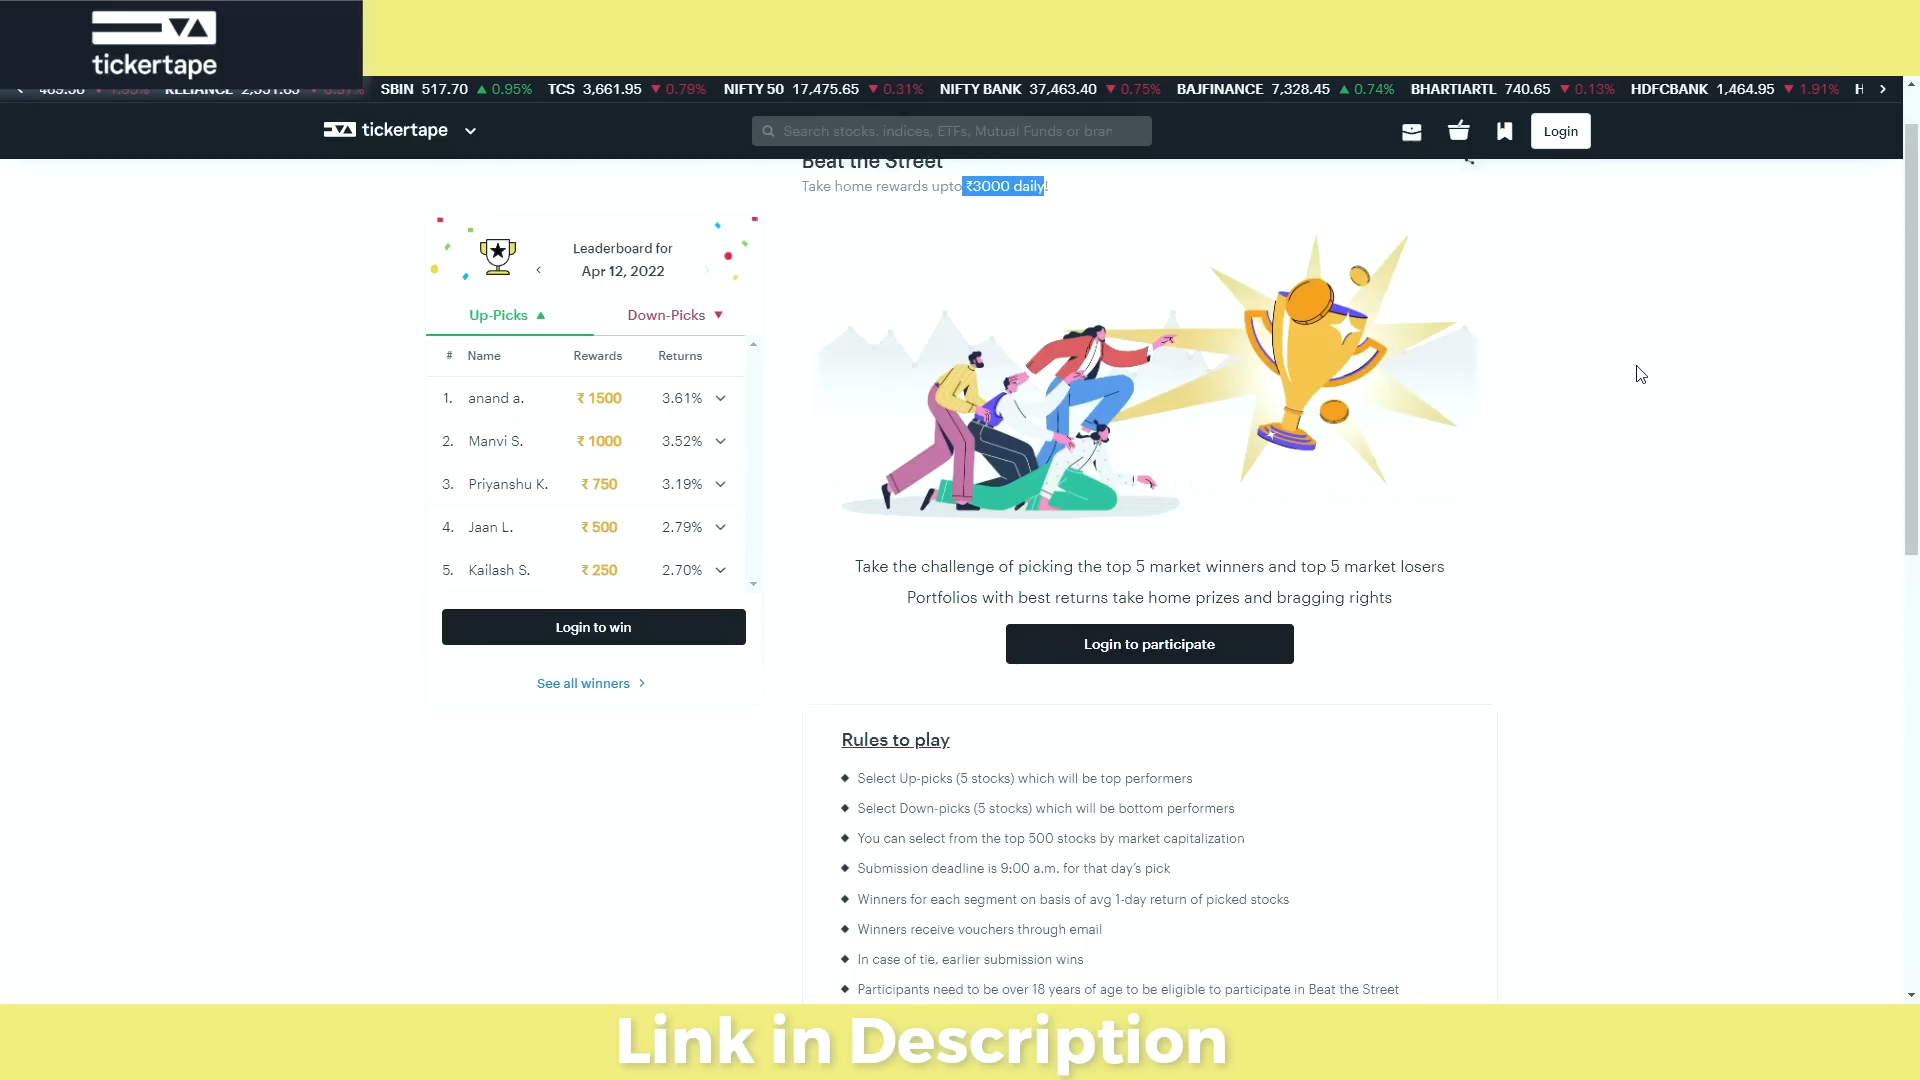 tickertape
SBIN 517.70 ▲ 0.95% TCS 3,661.95 ▼ 0.79% NIFTY 50 17,475.65 ▼ 0.31% NIFTY BANK 37,463.40 ▼ 0.75% BAJFINANCE 7,328.45 ▲ 0.74% BHARTIARTL 740.65 ▼ 0.13% HDFCBANK 1,464.95 ▼ 1.91% H
tickertape
Search stocks, indices, ETFs, Mutual Funds or bran
Login
Beat the Street
Take home rewards upto ₹3000 daily!
Leaderboard for
Apr 12, 2022
Up-Picks ▲ Down-Picks ▼
# Name Rewards Returns
1. anand a. ₹ 1500 3.61%
2. Manvi S. ₹ 1000 3.52%
3. Priyanshu K. ₹ 750 3.19%
4. Jaan L. ₹ 500 2.79%
5. Kailash S. ₹ 250 2.70%
Login to win
See all winners
Take the challenge of picking the top 5 market winners and top 5 market losers
Portfolios with best returns take home prizes and bragging rights
Login to participate
Rules to play
Select Up-picks (5 stocks) which will be top performers
Select Down-picks (5 stocks) which will be bottom performers
You can select from the top 500 stocks by market capitalization
Submission deadline is 9:00 a.m. for that day's pick
Winners for each segment on basis of avg 1-day return of picked stocks
Winners receive vouchers through email
In case of tie, earlier submission wins
Participants need to be over 18 years of age to be eligible to participate in Beat the Street
Link in Description